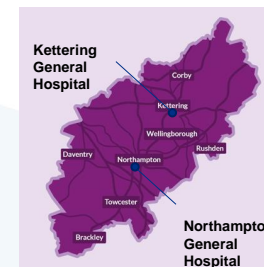 Kettering
General
Hospital
Corby
Kettering
Wellingborough
Rushden
Daventry
Northampton
Towcester
Brackley
Northampto
General
Hospital